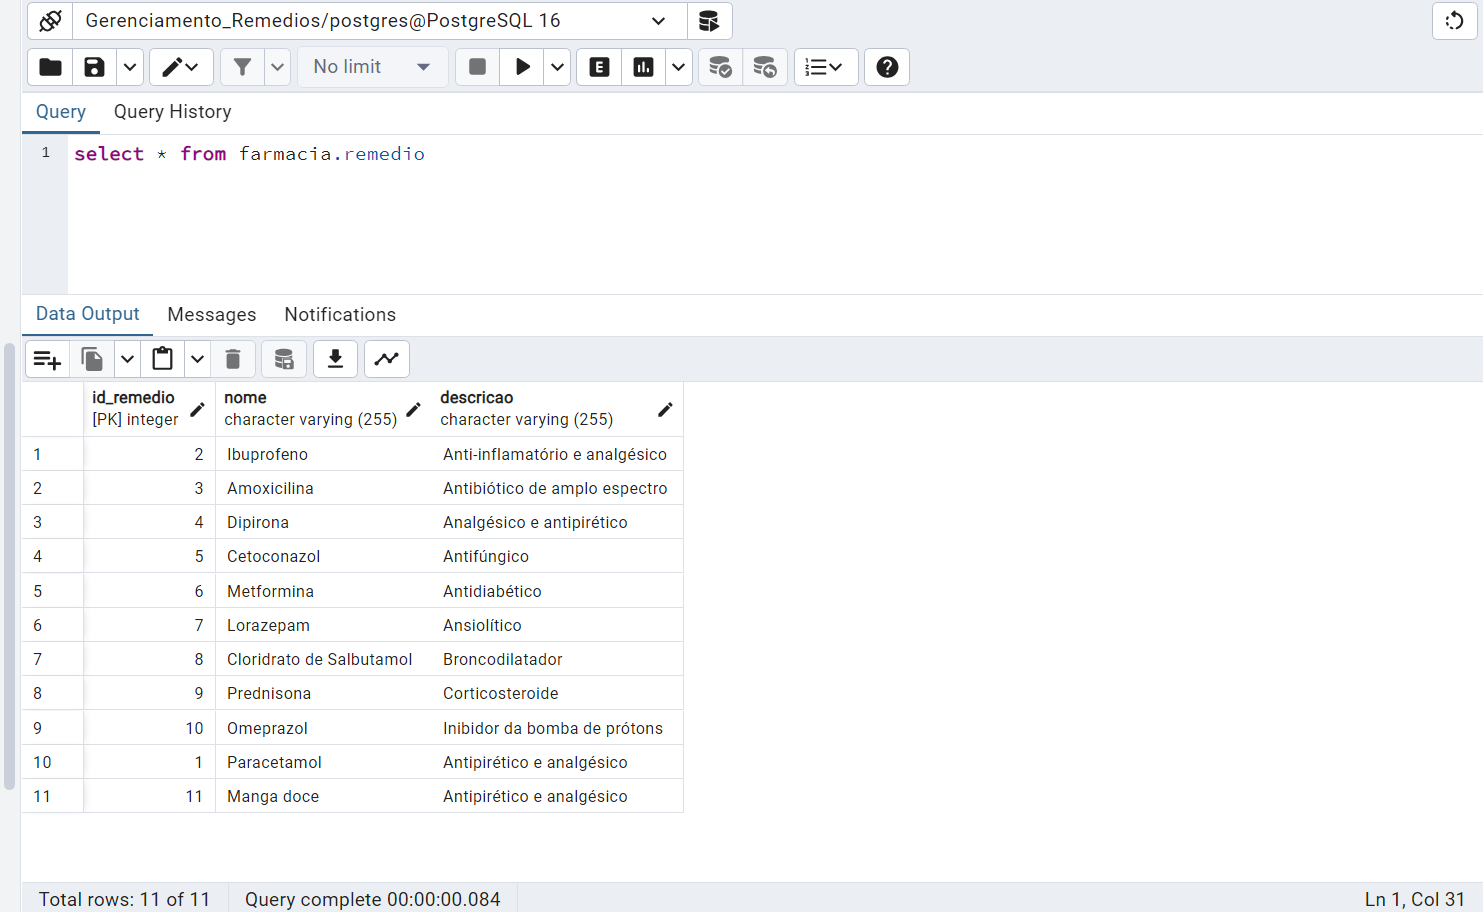 Gerenciamento_Remedios/postgres@PostgreSQL 16
No limit
E
Query Query History
1 select * from farmacia.remedio
Data Output Messages Notifications
id_remedio nome descricao
[PK] integer character varying (255) character varying (255)
1 2 Ibuprofeno Anti-inflamatório e analgésico
2 3 Amoxicilina Antibiótico de amplo espectro
3 4 Dipirona Analgésico e antipirético
4 5 Cetoconazol Antifúngico
5 6 Metformina Antidiabético
6 7 Lorazepam Ansiolítico
7 8 Cloridrato de Salbutamol Broncodilatador
8 9 Prednisona Corticosteroide
9 10 Omeprazol Inibidor da bomba de prótons
10 1 Paracetamol Antipirético e analgésico
11 11 Manga doce Antipirético e analgésico
Total rows: 11 of 11 Query complete 00:00:00.084 Ln 1, Col 31